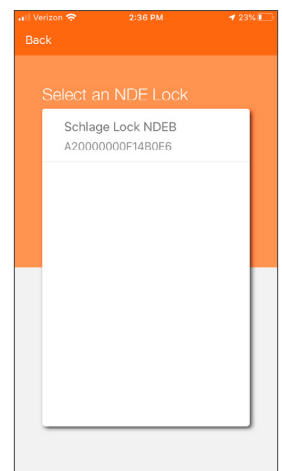 Verizon 2:36 PM 23%
Back
Select an NDE Lock
Schlage Lock NDEB
A20000000F14B0E6